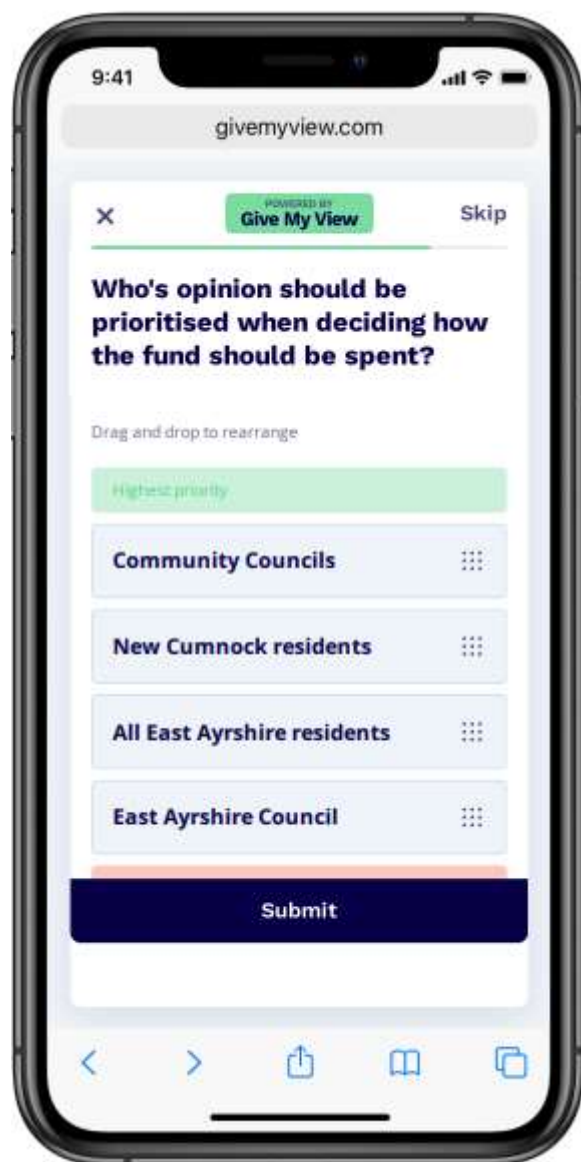 9:41
givemyview.com
POWERED BY
Give My View
Skip
Who's opinion should be
prioritised when deciding how
the fund should be spent?
Drag and drop to rearrange
Highest priority
Community Councils
New Cumnock residents
All East Ayrshire residents
East Ayrshire Council
Submit